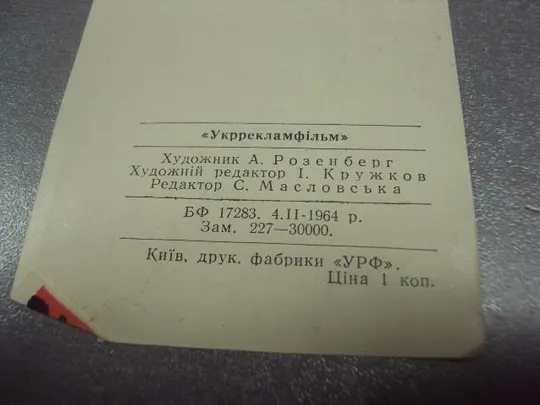 «Укррекламфільм»
Художник А. Розенберг
Художній редактор І. Кружков
Редактор С. Масловська
БФ 17283. 4.II-1964 р.
Зам. 227—30000.
Київ, друк. фабрики «УРФ».
Ціна 1 коп.